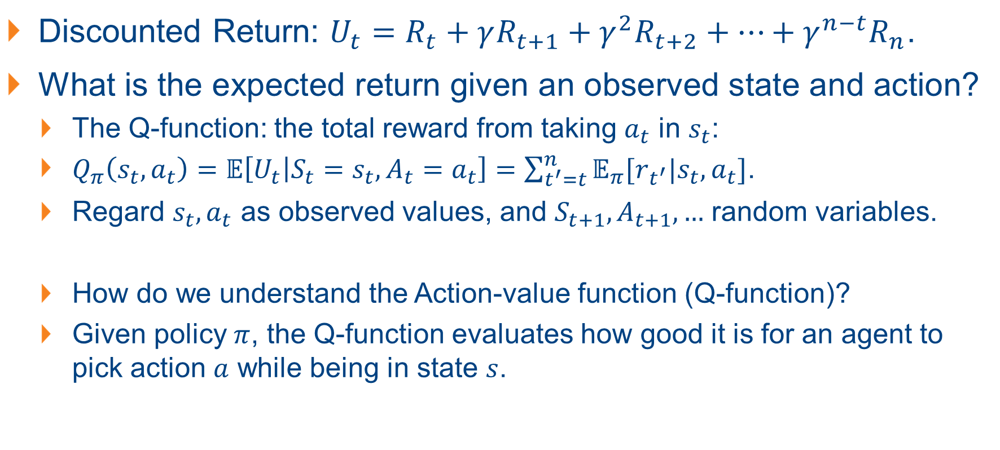 Discounted Return: $U_t = R_t + \gamma R_{t+1} + \gamma^2 R_{t+2} + \cdots + \gamma^{n-t} R_n.$
What is the expected return given an observed state and action?
The Q-function: the total reward from taking $a_t$ in $s_t$:
$Q_\pi(s_t, a_t) = \mathbb{E}[U_t|S_t = s_t, A_t = a_t] = \sum_{t'=t}^{n} \mathbb{E}_\pi[r_{t'}|s_t, a_t].$
Regard $s_t, a_t$ as observed values, and $S_{t+1}, A_{t+1}, \ldots$ random variables.
How do we understand the Action-value function (Q-function)?
Given policy $\pi$, the Q-function evaluates how good it is for an agent to
pick action $a$ while being in state $s$.